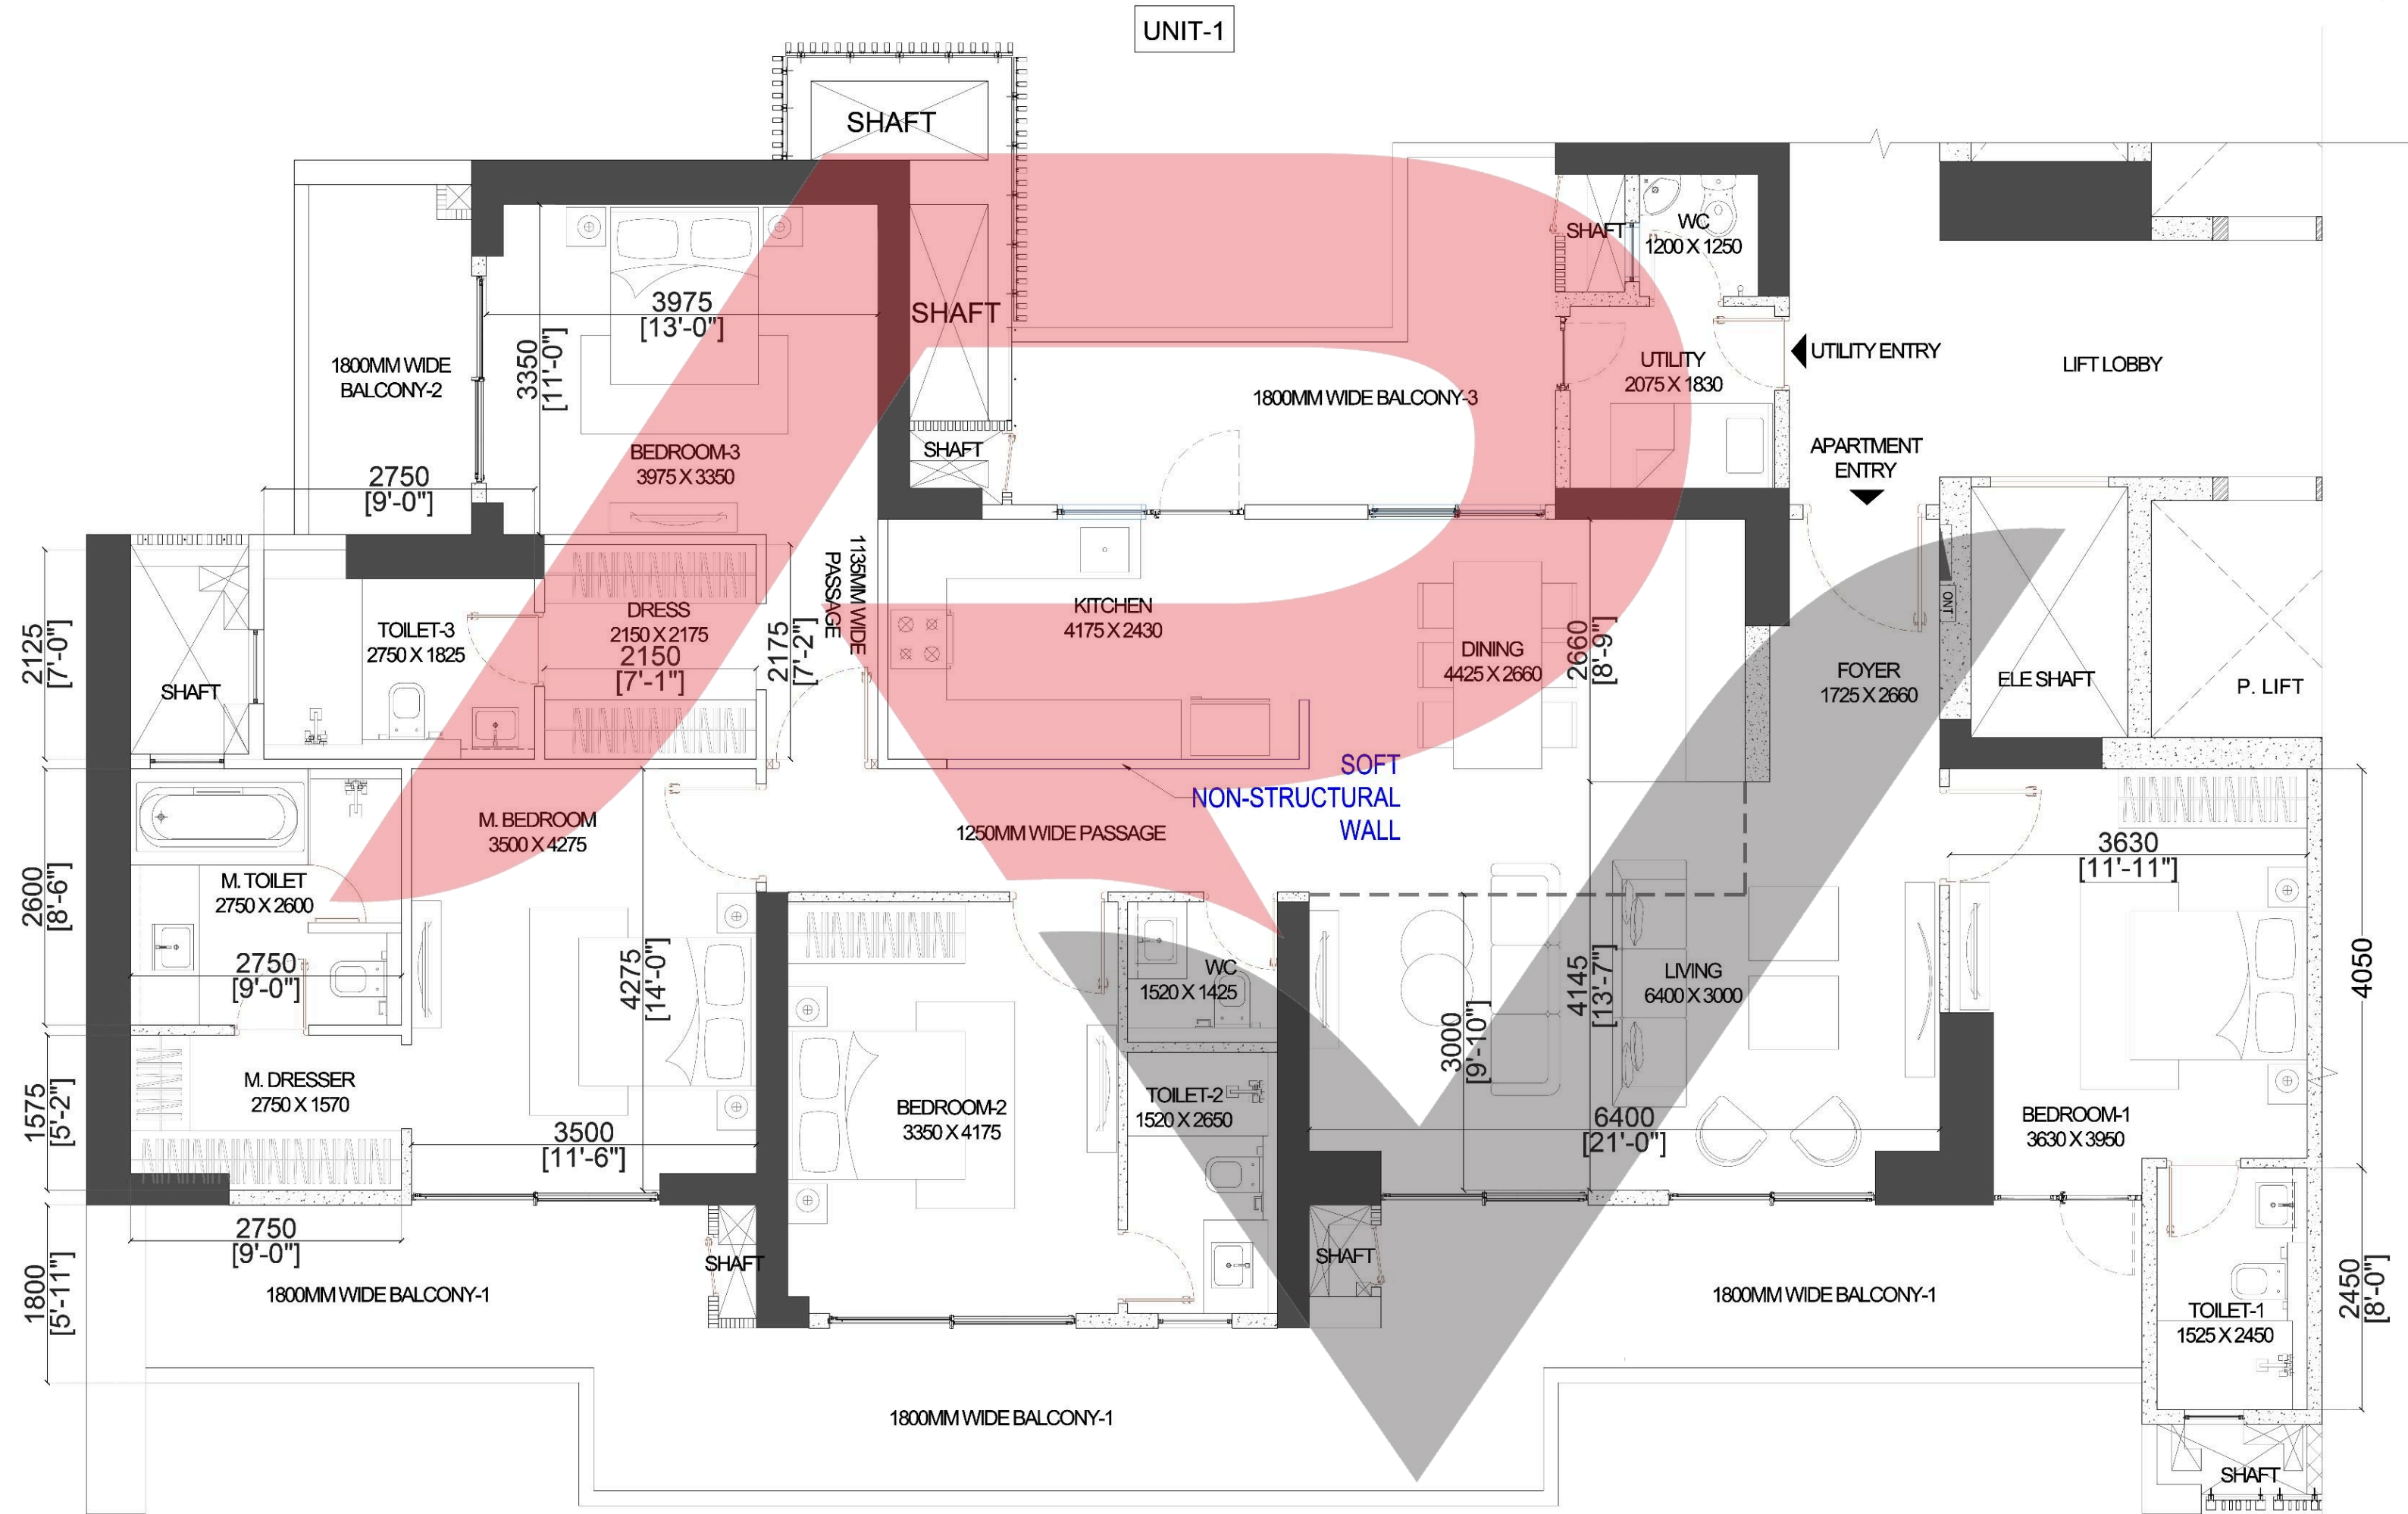 UNIT-1
SHAFT
SHAFT
SHAFT
1800MM WIDE
BALCONY-2
3975
[13'-0"]
3350
[11'-0"]
BEDROOM-3
3975 X 3350
2750
[9'-0"]
1800MM WIDE BALCONY-3
SHAFT
WC
1200 X 1250
UTILITY
2075 X 1830
UTILITY ENTRY
LIFT LOBBY
APARTMENT
ENTRY
2125
[7'-0"]
SHAFT
TOILET-3
2750 X 1825
DRESS
2150 X 2175
2150
[7'-1"]
2175
[7'-2"]
1135MM WIDE
PASSAGE
KITCHEN
4175 X 2430
DINING
4425 X 2660
2660
[8'-9"]
FOYER
1725 X 2660
ONT
ELE SHAFT
P. LIFT
SOFT
NON-STRUCTURAL
WALL
1250MM WIDE PASSAGE
2600
[8'-6"]
M. TOILET
2750 X 2600
2750
[9'-0"]
M. BEDROOM
3500 X 4275
4275
[14'-0"]
3500
[11'-6"]
1575
[5'-2"]
M. DRESSER
2750 X 1570
2750
[9'-0"]
BEDROOM-2
3350 X 4175
WC
1520 X 1425
TOILET-2
1520 X 2650
3000
[9'-10"]
4145
[13'-7"]
LIVING
6400 X 3000
6400
[21'-0"]
3630
[11'-11"]
4050
BEDROOM-1
3630 X 3950
1800
[5'-11"]
1800MM WIDE BALCONY-1
SHAFT
SHAFT
1800MM WIDE BALCONY-1
TOILET-1
1525 X 2450
2450
[8'-0"]
1800MM WIDE BALCONY-1
SHAFT